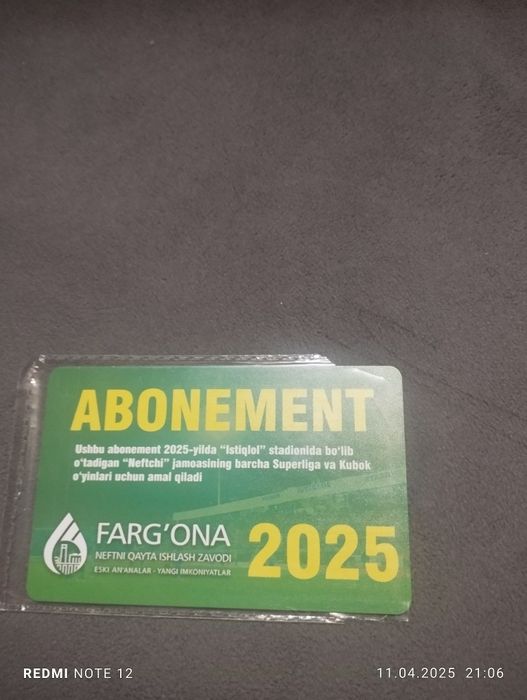 ABONEMENT
Ushbu abonement 2025-yilda “Istiqlol” stadionida bo‘lib
o‘tadigan “Neftchi” jamoasining barcha Superliga va Kubok
o‘yinlari uchun amal qiladi
FARG‘ONA
NEFTNI QAYTA ISHLASH ZAVODI
ESKI AN'ANALAR - YANGI IMKONIYATLAR
2025
REDMI NOTE 12
11.04.2025 21:06